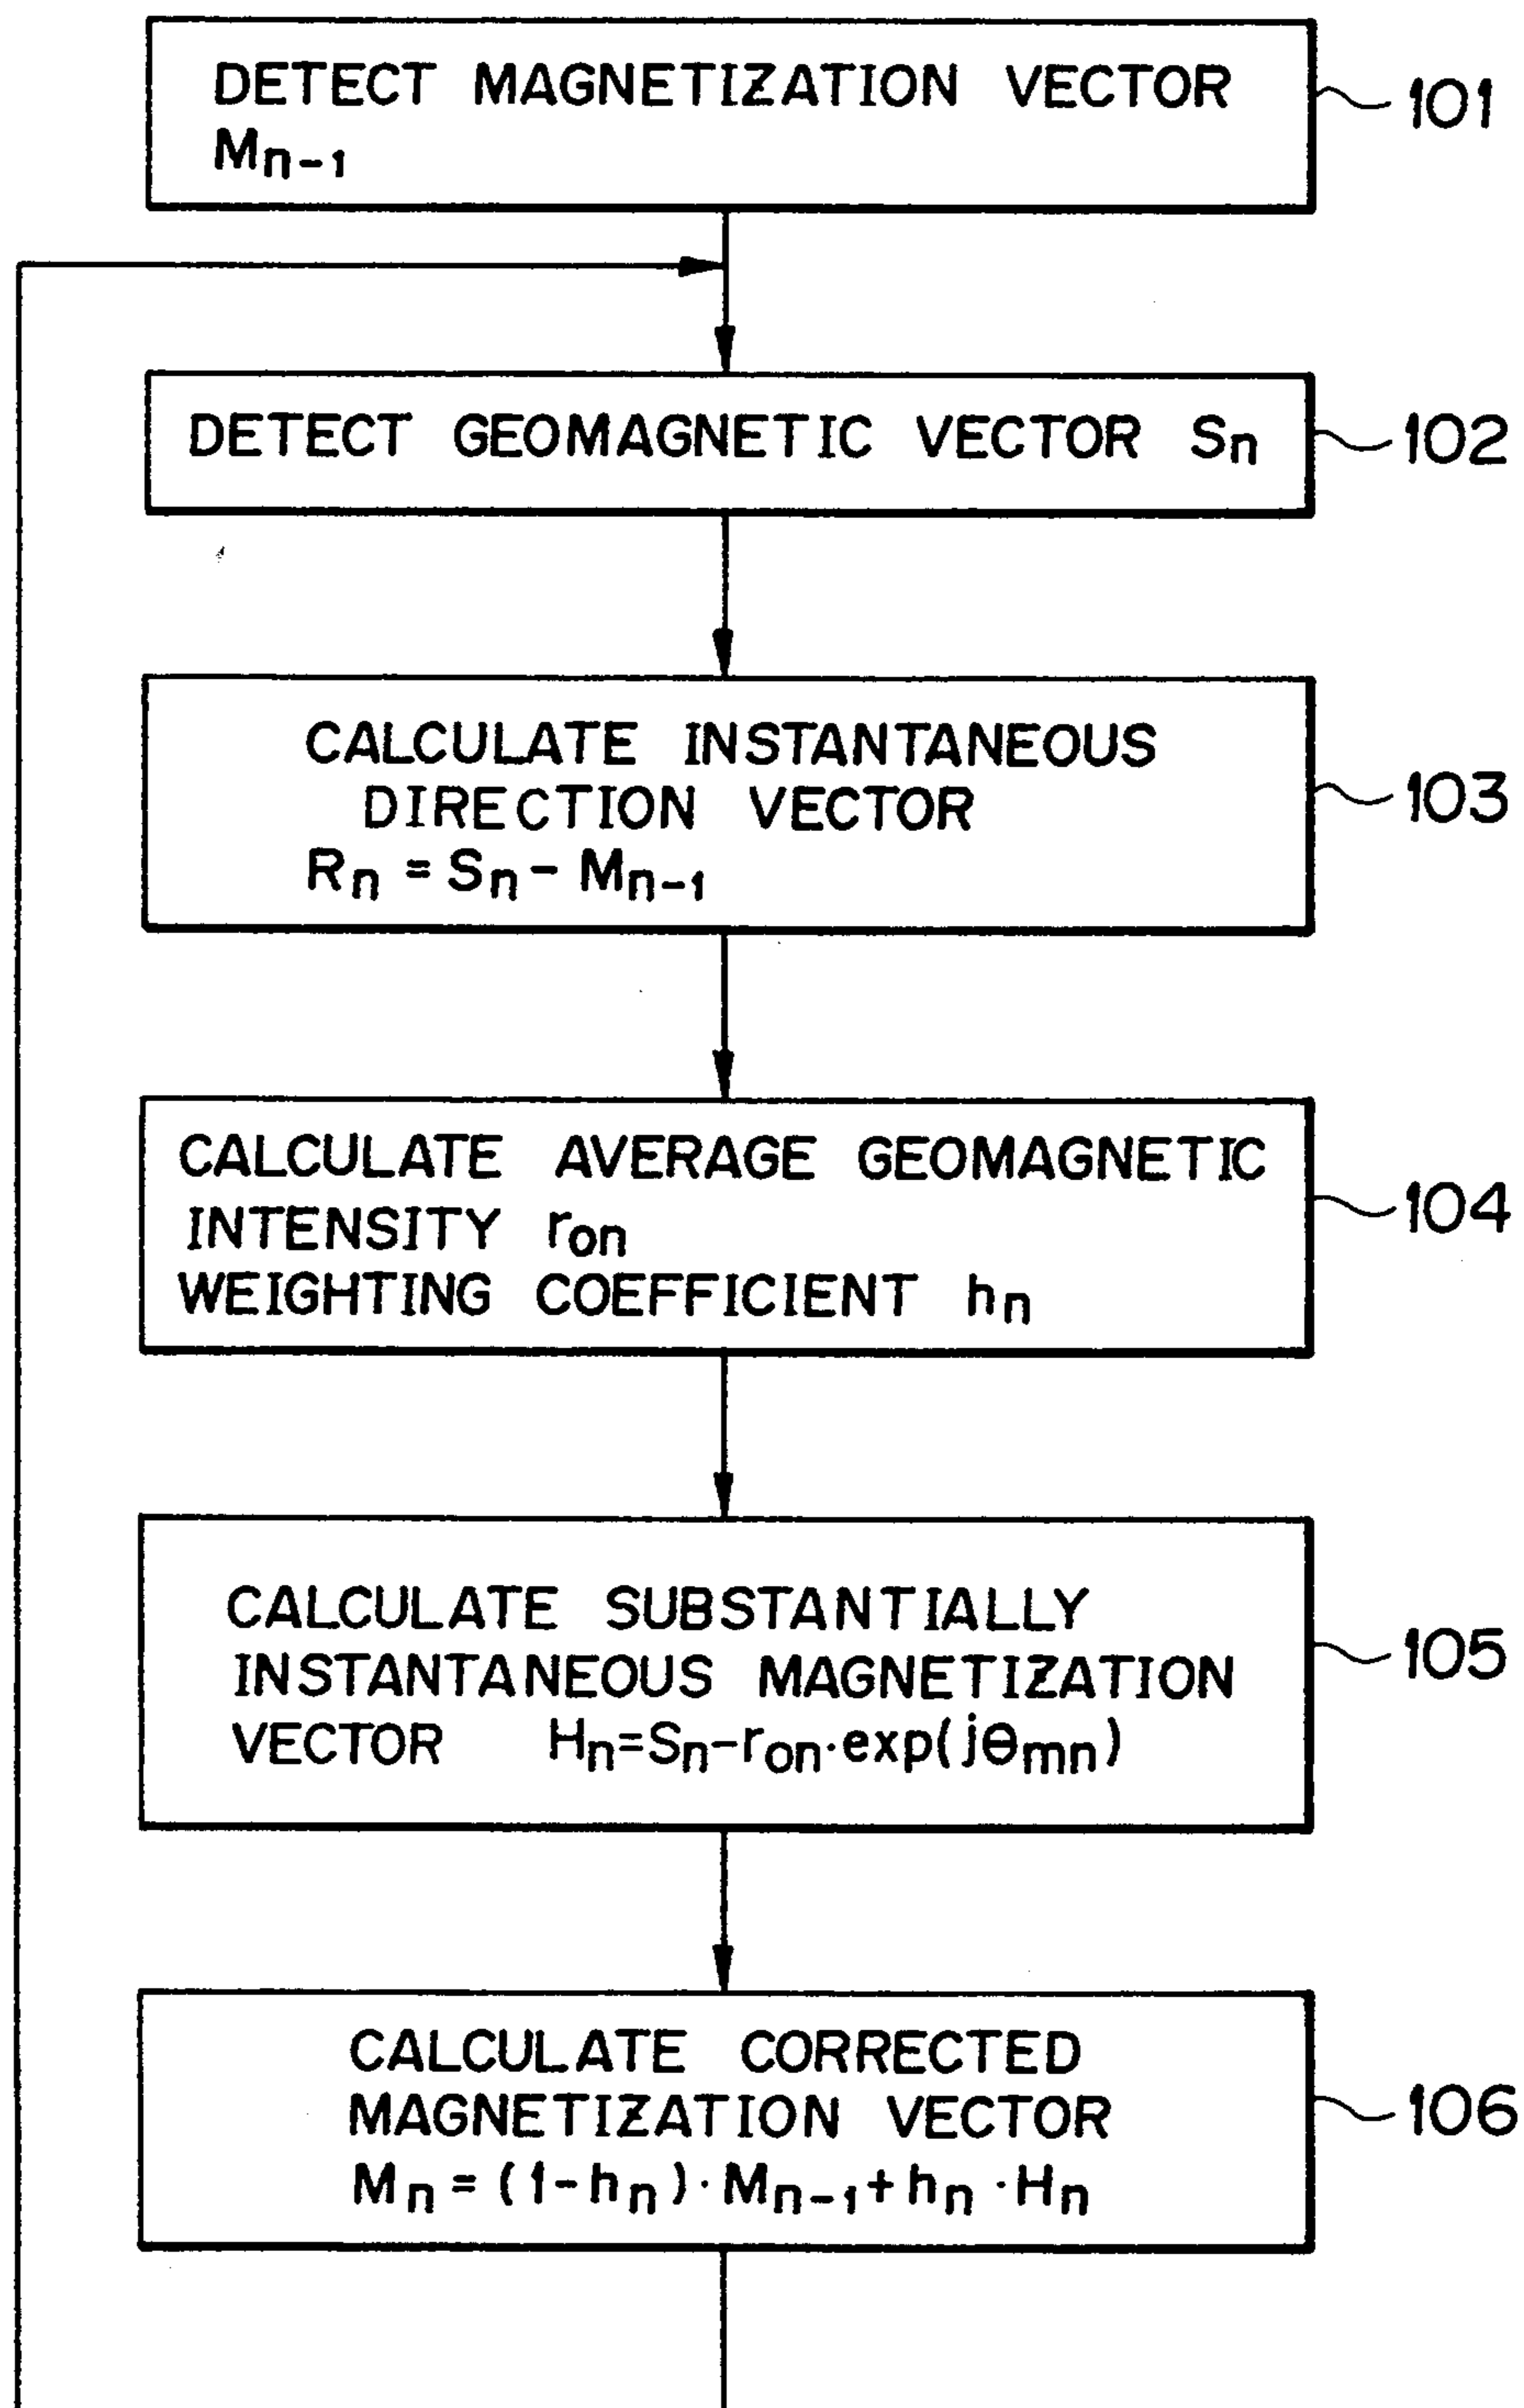 DETECT MAGNETIZATION VECTOR
Mn-1
101
DETECT GEOMAGNETIC VECTOR Sn
102
CALCULATE INSTANTANEOUS
DIRECTION VECTOR
Rn = Sn - Mn-1
103
CALCULATE AVERAGE GEOMAGNETIC
INTENSITY ron
WEIGHTING COEFFICIENT hn
104
CALCULATE SUBSTANTIALLY
INSTANTANEOUS MAGNETIZATION
VECTOR Hn=Sn-ron·exp(jθmn)
105
CALCULATE CORRECTED
MAGNETIZATION VECTOR
Mn = (1-hn)·Mn-1+hn·Hn
106